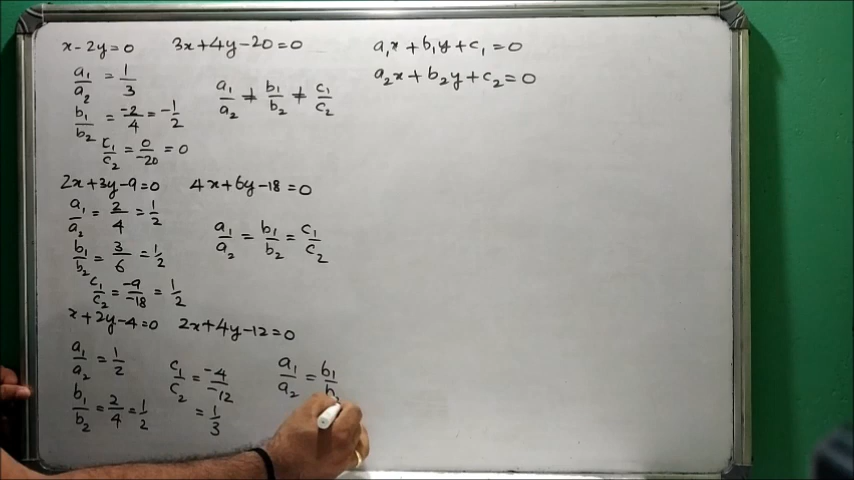 x-2y=0 3x+4y-20=0 a₁x+b₁y+c₁=0
a₁/a₂ = 1/3 a₂x+b₂y+c₂=0
b₁/b₂ = -2/4 = -1/2 a₁/a₂ ≠ b₁/b₂ ≠ c₁/c₂
c₁/c₂ = 0/-20 = 0
2x+3y-9=0 4x+6y-18=0
a₁/a₂ = 2/4 = 1/2
b₁/b₂ = 3/6 = 1/2 a₁/a₂ = b₁/b₂ = c₁/c₂
c₁/c₂ = -9/-18 = 1/2
x+2y-4=0 2x+4y-12=0
a₁/a₂ = 1/2 c₁/c₂ = -4/-12 a₁/a₂ = b₁/b₂
b₁/b₂ = 2/4 = 1/2 = 1/3